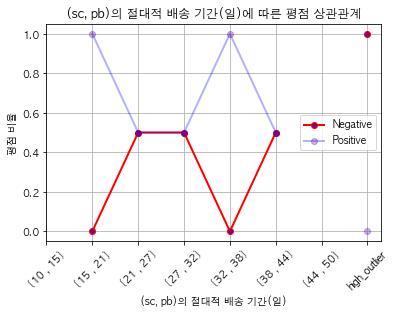 (sc, pb)의 절대적 배송 기간(일)에 따른 평점 상관관계
평점 비율
1.0
0.8
0.6
0.4
0.2
0.0
Negative
Positive
(10 , 15)
(15 , 21)
(21 , 27)
(27 , 32)
(32 , 38)
(38 , 44)
(44 , 50)
hgh_outlier
(sc, pb)의 절대적 배송 기간(일)